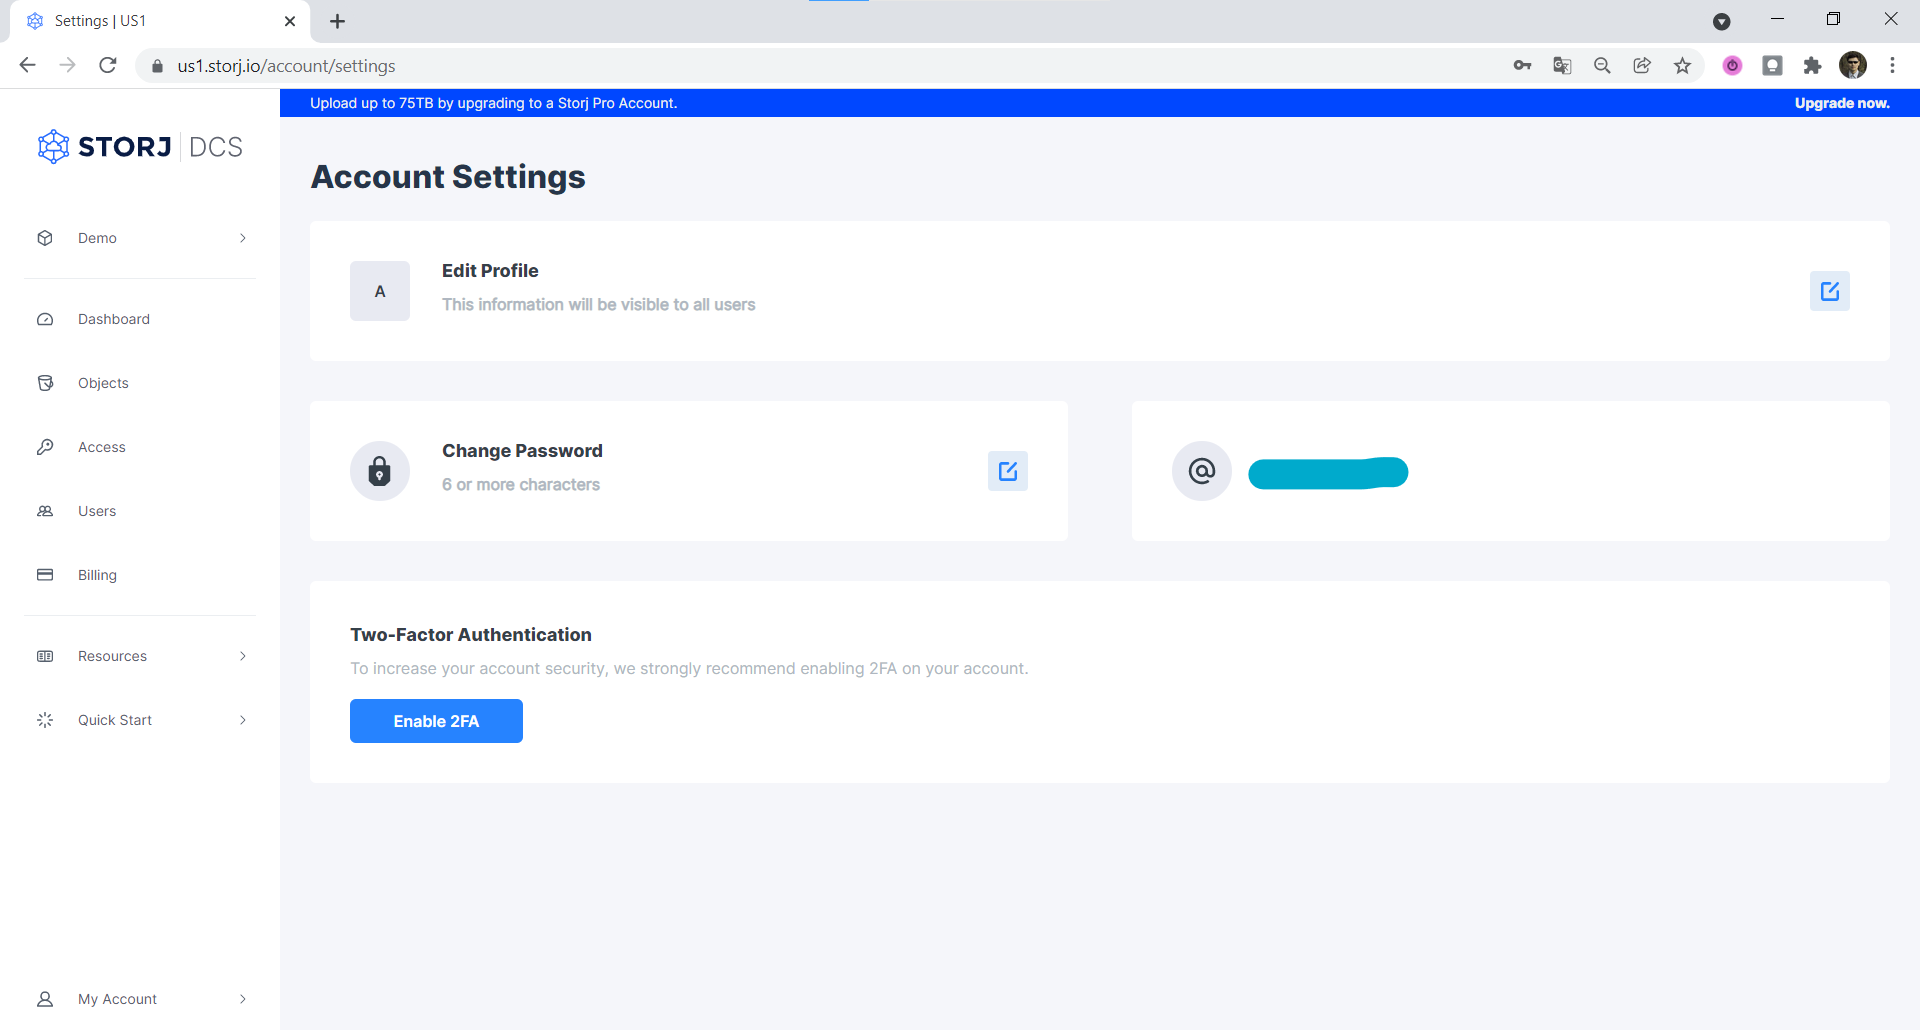 Settings | US1
us1.storj.io/account/settings
Upload up to 75TB by upgrading to a Storj Pro Account.
Upgrade now.
STORJ | DCS
Demo
Dashboard
Objects
Access
Users
Billing
Resources
Quick Start
My Account
Account Settings
A
Edit Profile
This information will be visible to all users
Change Password
6 or more characters
@
Two-Factor Authentication
To increase your account security, we strongly recommend enabling 2FA on your account.
Enable 2FA